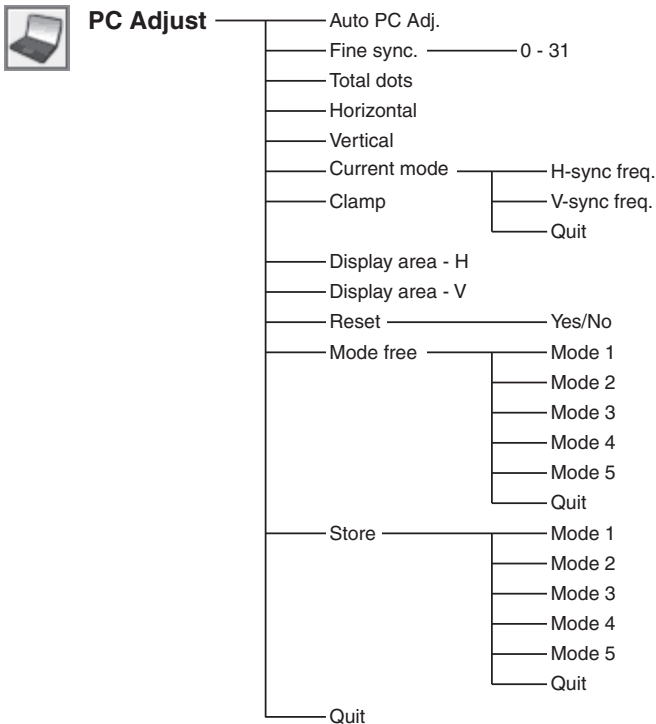 PC Adjust
Auto PC Adj.
Fine sync. 0 - 31
Total dots
Horizontal
Vertical
Current mode H-sync freq.
Clamp V-sync freq.
Quit
Display area - H
Display area - V
Reset Yes/No
Mode free Mode 1
Mode 2
Mode 3
Mode 4
Mode 5
Quit
Store Mode 1
Mode 2
Mode 3
Mode 4
Mode 5
Quit
Quit